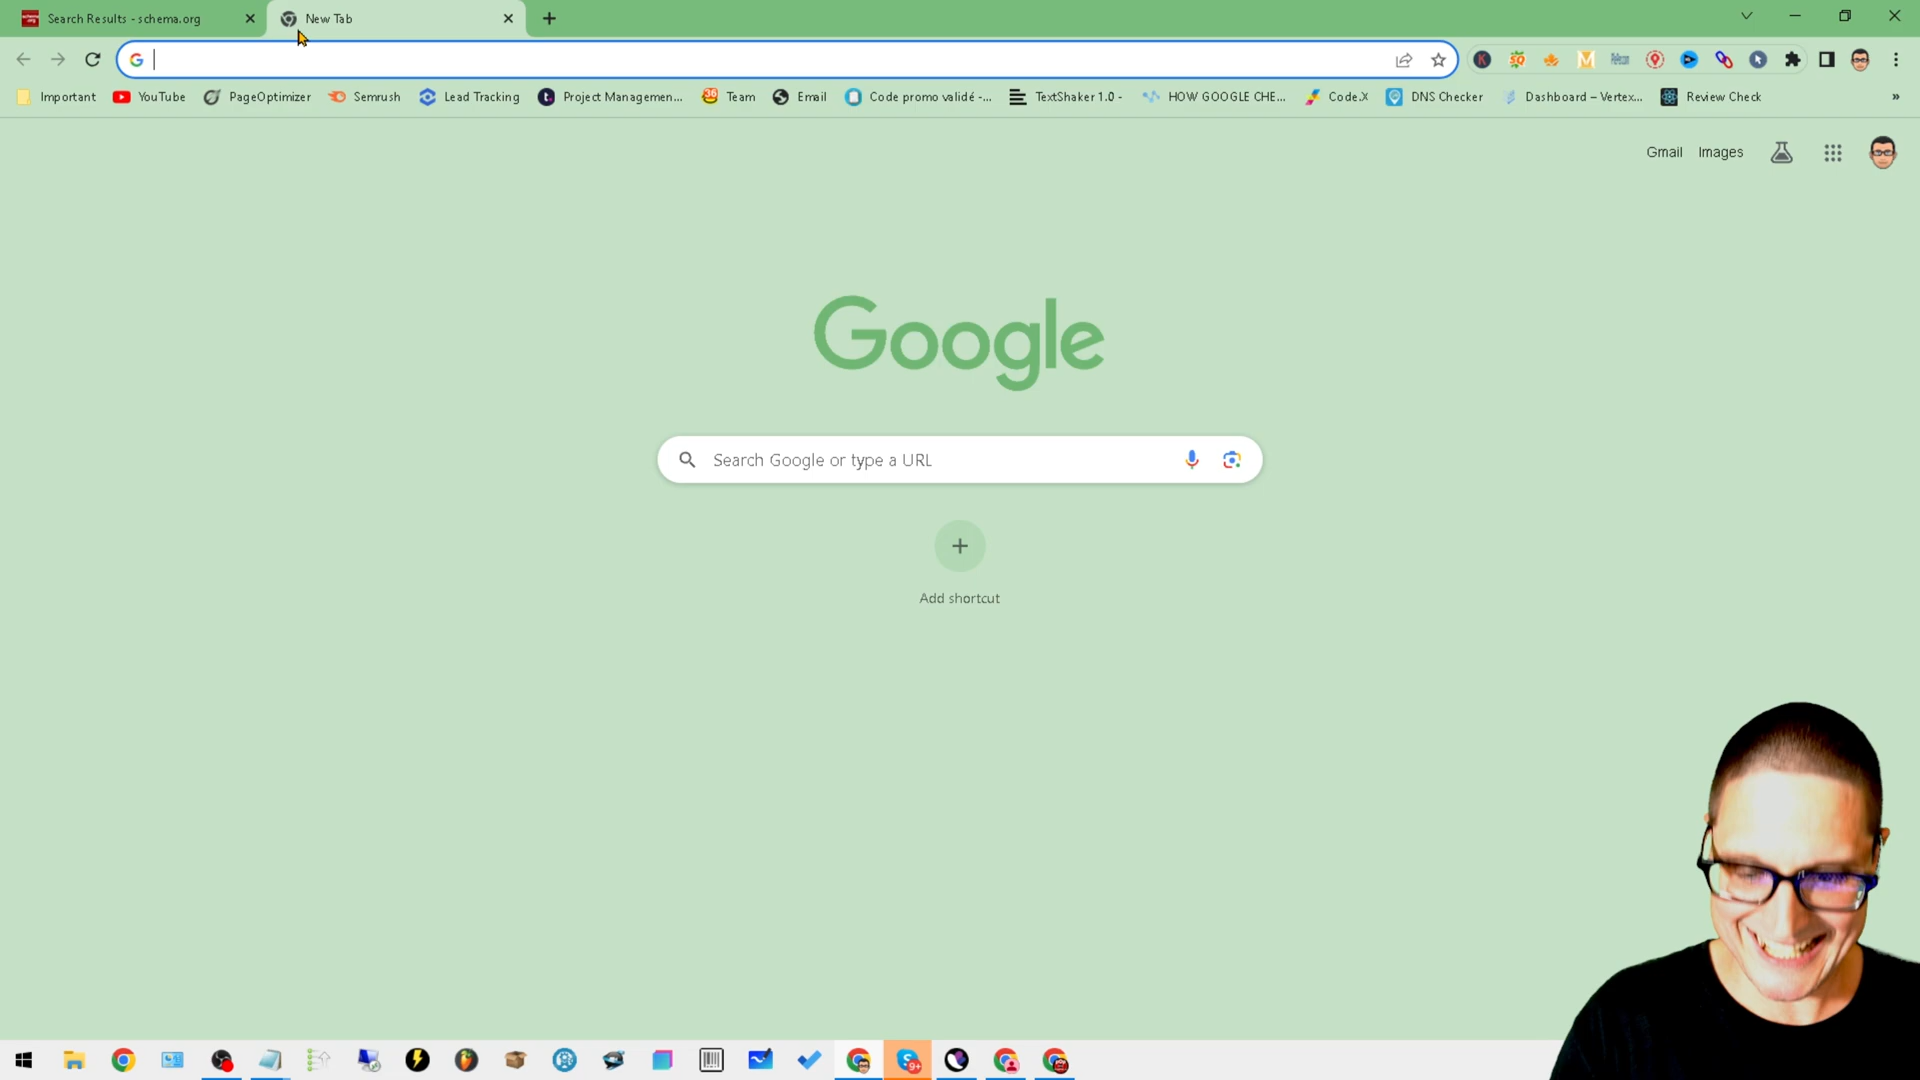 Search Results - schema.org
New Tab
Important
YouTube
PageOptimizer
Semrush
Lead Tracking
Project Managemen...
36
Team
Email
Code promo validé -...
TextShaker 1.0 -
HOW GOOGLE CHE...
Code.X
DNS Checker
Dashboard – Vertex...
Review Check
»
Gmail
Images
Google
Search Google or type a URL
Add shortcut
9+